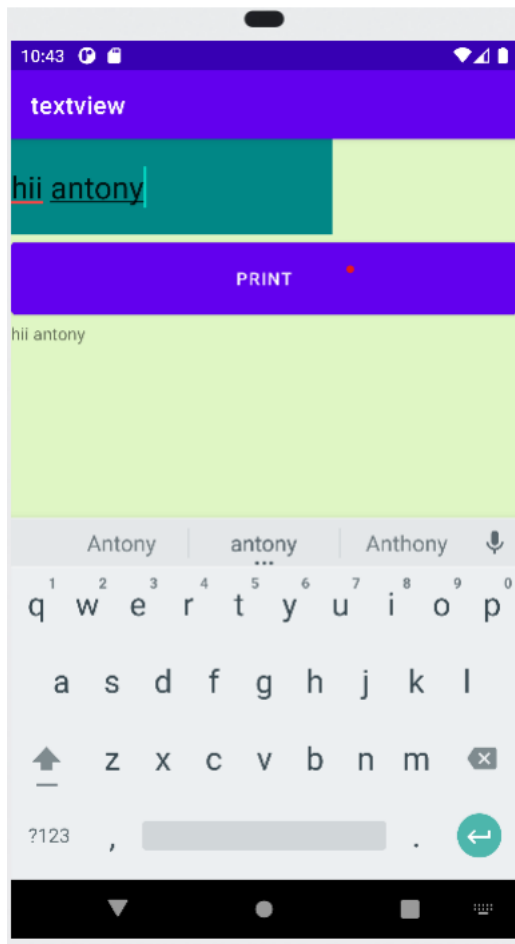 10:43
textview
hii antony
PRINT
hii antony
Antony antony Anthony
1 2 3 4 5 6 7 8 9 0
q w e r t y u i o p
a s d f g h j k l
z x c v b n m
?123 , .